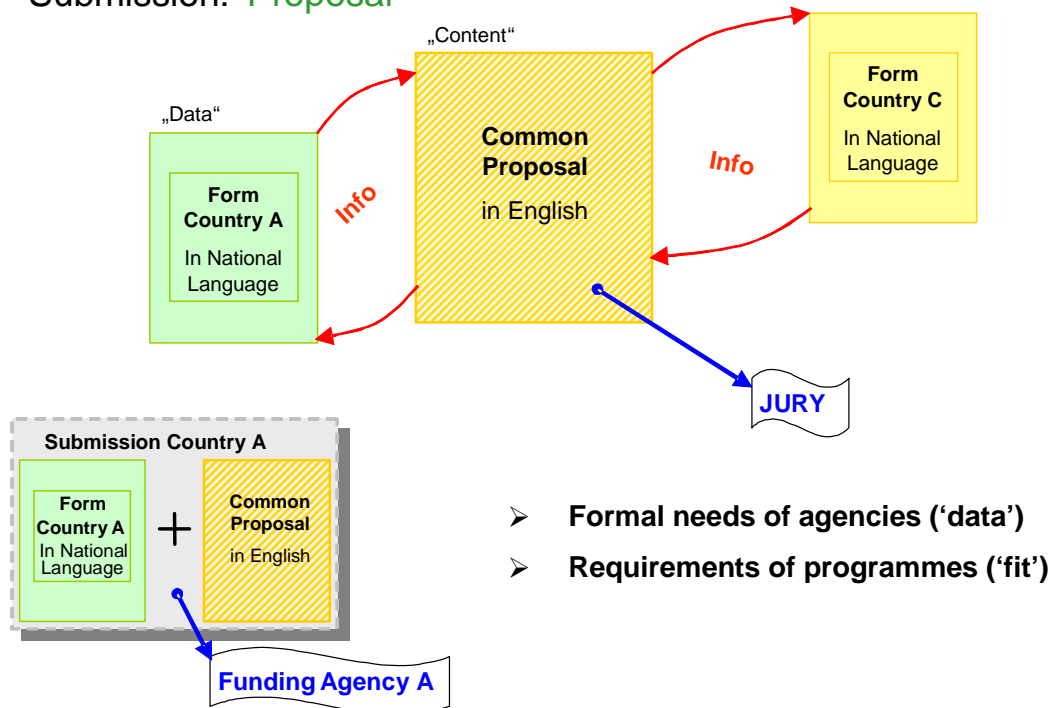 Submission: Proposal
„Content“
„Data“
Form
Country A
In National
Language
Info
Common
Proposal
in English
Info
Form
Country C
In National
Language
JURY
Submission Country A
Form
Country A
In National
Language
+
Common
Proposal
in English
Funding Agency A
➢ Formal needs of agencies (‘data’)
➢ Requirements of programmes (‘fit’)